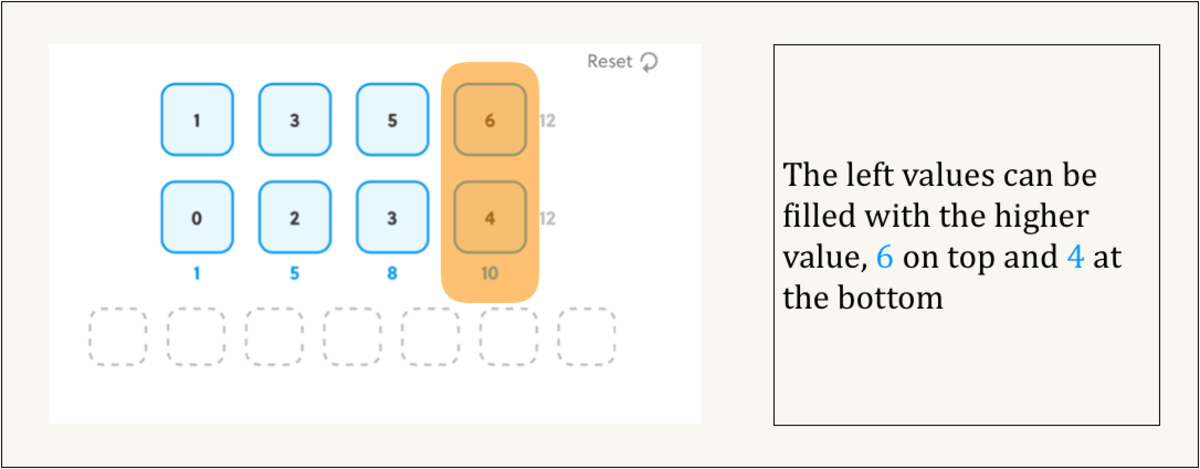 Reset
1 3 5 6 12
0 2 3 4 12
1 5 8 10
The left values can be
filled with the higher
value, 6 on top and 4 at
the bottom